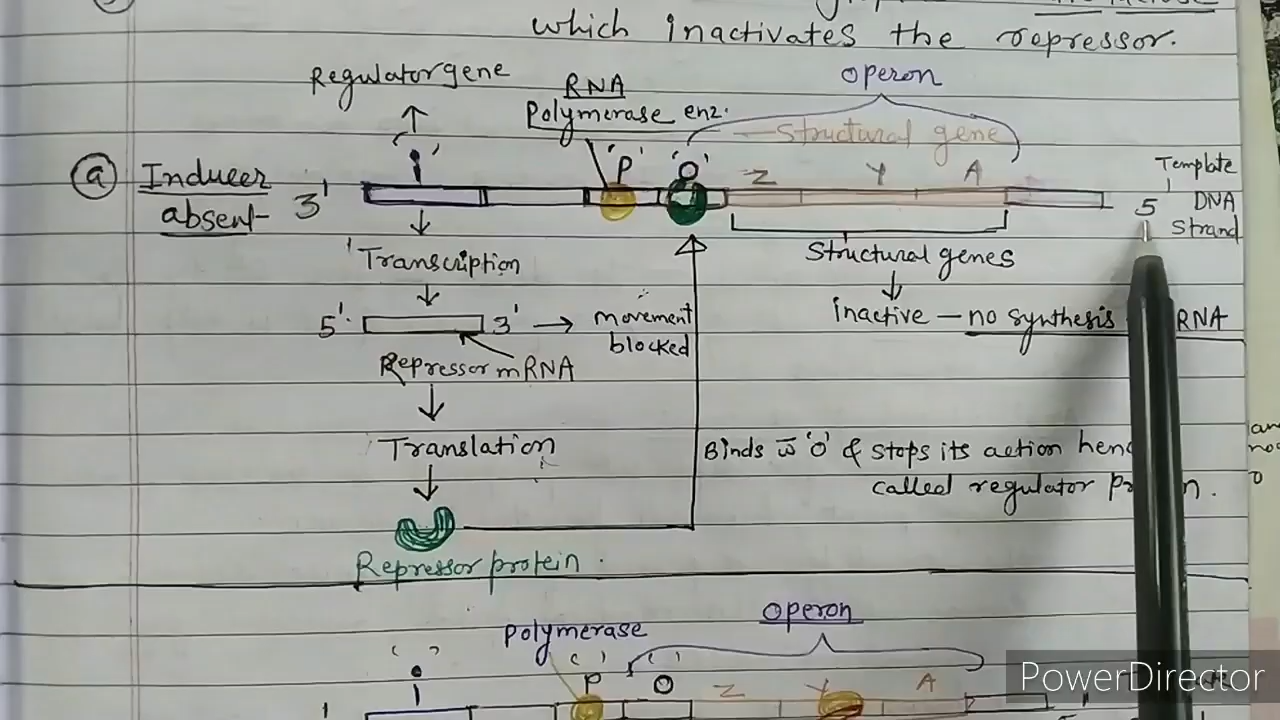 which inactivates the repressor.
Regulator gene
RNA
Polymerase enz.
Operon
Structural gene
'i'
'P'
'O'
Z
Y
A
Template
DNA
Strand
(a) Inducer
absent-
3'
5
Transcription
5'
3' → movement
blocked
Repressor mRNA
Translation
Repressor protein.
Structural genes
Inactive - no synthesis
RNA
Binds w̄ 'O' & stops its action
called regulator
Operon
Polymerase
i
P
O
Z
Y
A
PowerDirector